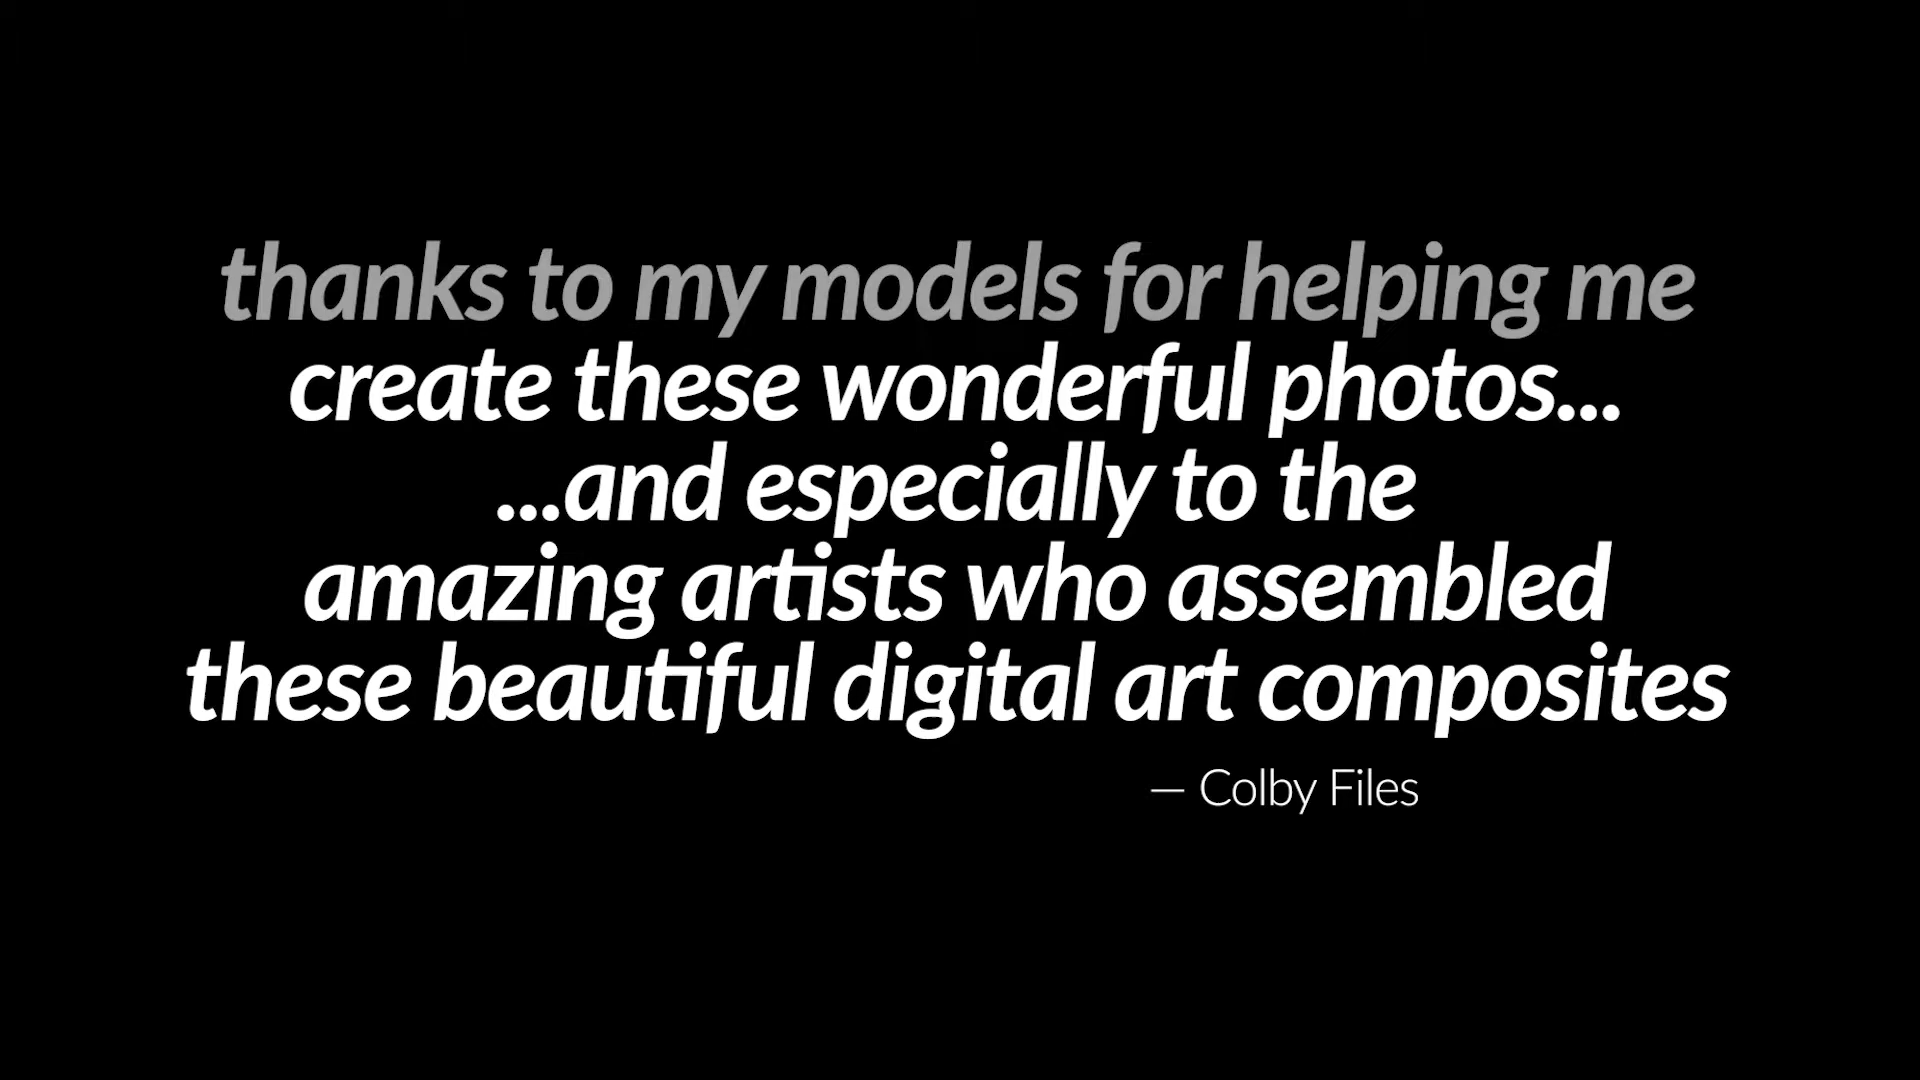 thanks to my models for helping me
create these wonderful photos...
...and especially to the
amazing artists who assembled
these beautiful digital art composites
— Colby Files